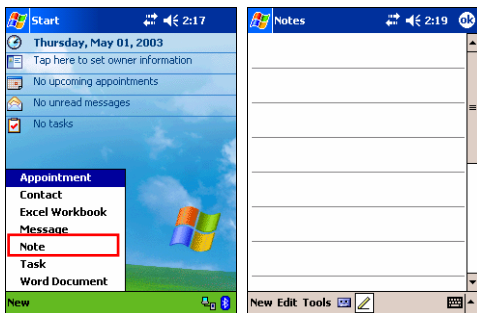 Start 2:17
Thursday, May 01, 2003
Tap here to set owner information
No upcoming appointments
No unread messages
No tasks
Appointment
Contact
Excel Workbook
Message
Note
Task
Word Document
New
Notes 2:19 ok
New Edit Tools